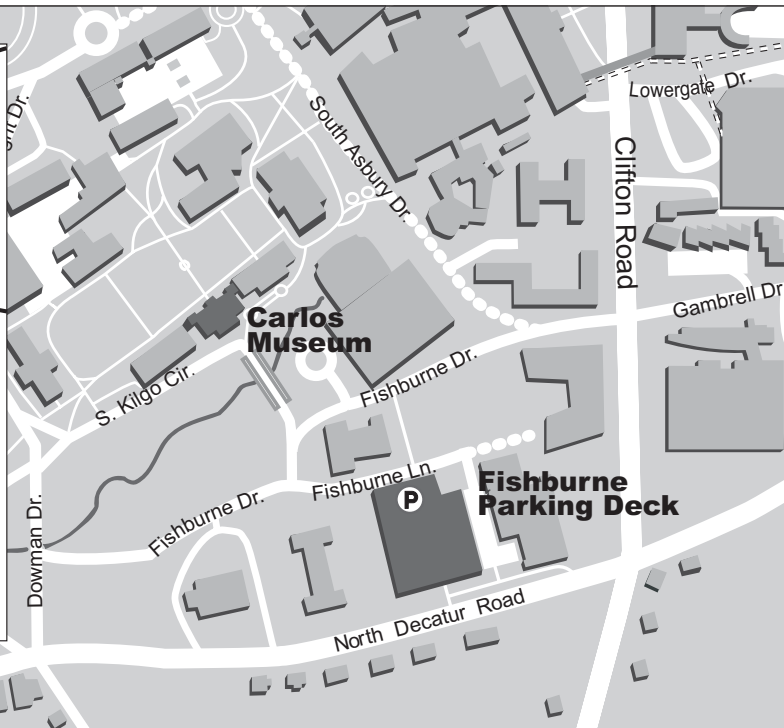 Lowergate Dr.
South Asbury Dr.
Clifton Road
Gambrell Dr
Carlos
Museum
Fishburne Dr.
S. Kilgo Cir.
Fishburne Ln.
P
Fishburne
Parking Deck
Fishburne Dr.
Dowman Dr.
North Decatur Road